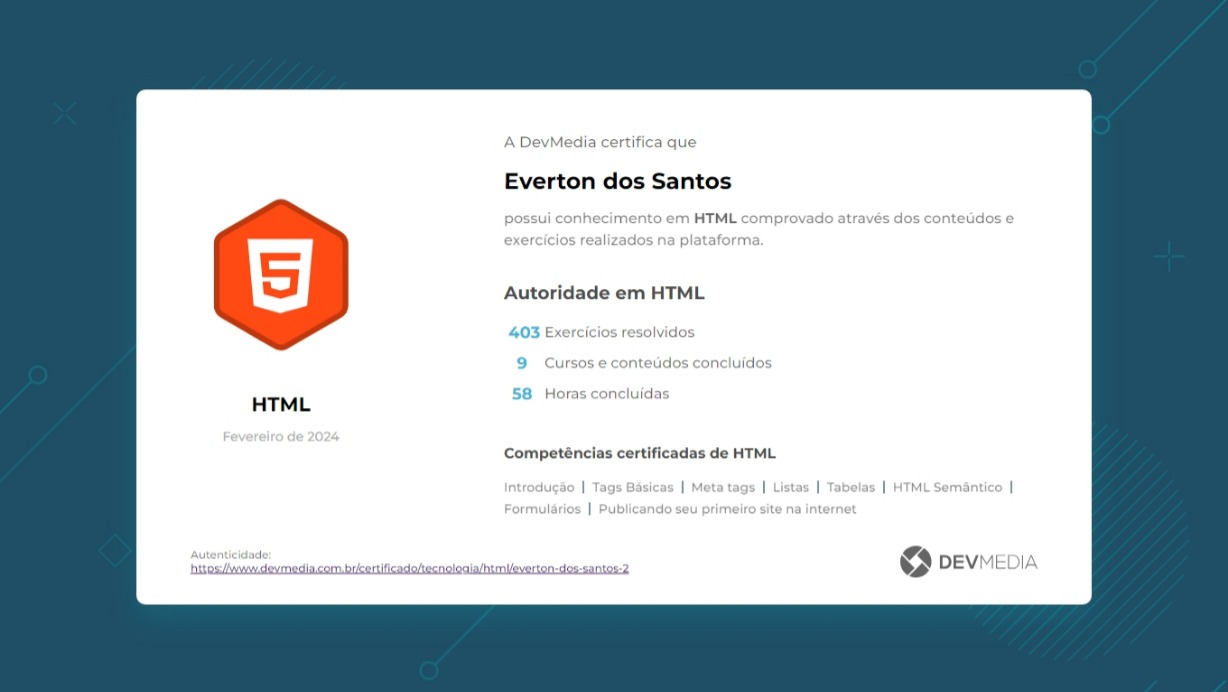 A DevMedia certifica que
Everton dos Santos
possui conhecimento em HTML comprovado através dos conteúdos e
exercícios realizados na plataforma.
Autoridade em HTML
403 Exercícios resolvidos
9 Cursos e conteúdos concluídos
58 Horas concluídas
HTML
Fevereiro de 2024
Competências certificadas de HTML
Introdução | Tags Básicas | Meta tags | Listas | Tabelas | HTML Semântico |
Formulários | Publicando seu primeiro site na internet
Autenticidade:
https://www.devmedia.com.br/certificado/tecnologia/html/everton-dos-santos-2
DEVMEDIA